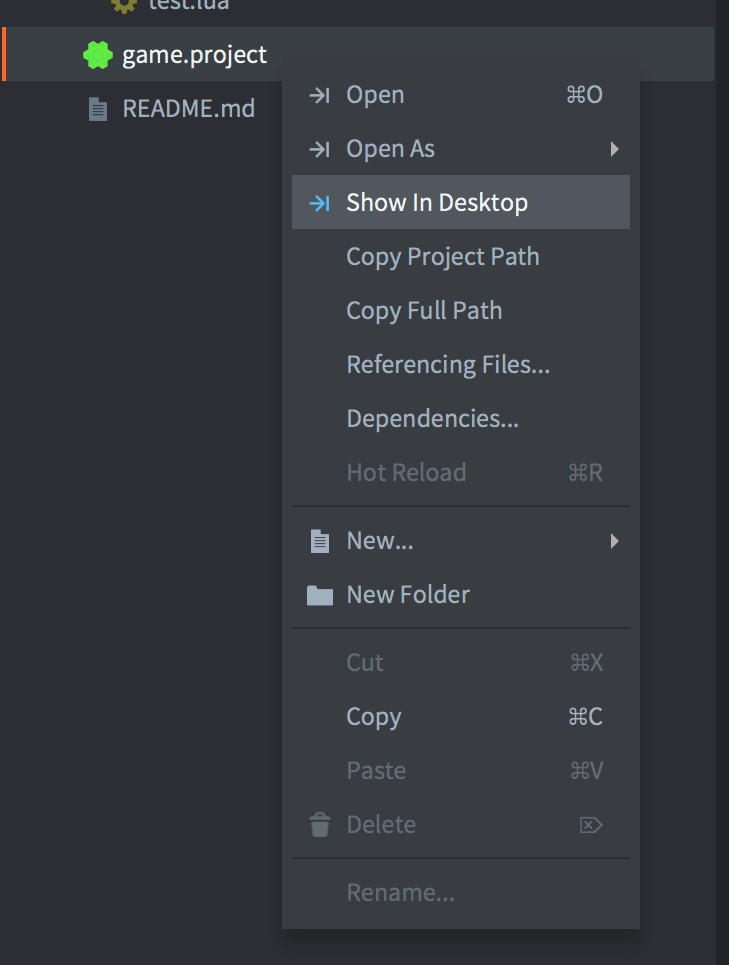 test.lua
game.project
README.md
Open ⌘O
Open As
Show In Desktop
Copy Project Path
Copy Full Path
Referencing Files...
Dependencies...
Hot Reload ⌘R
New...
New Folder
Cut ⌘X
Copy ⌘C
Paste ⌘V
Delete ⌦
Rename...